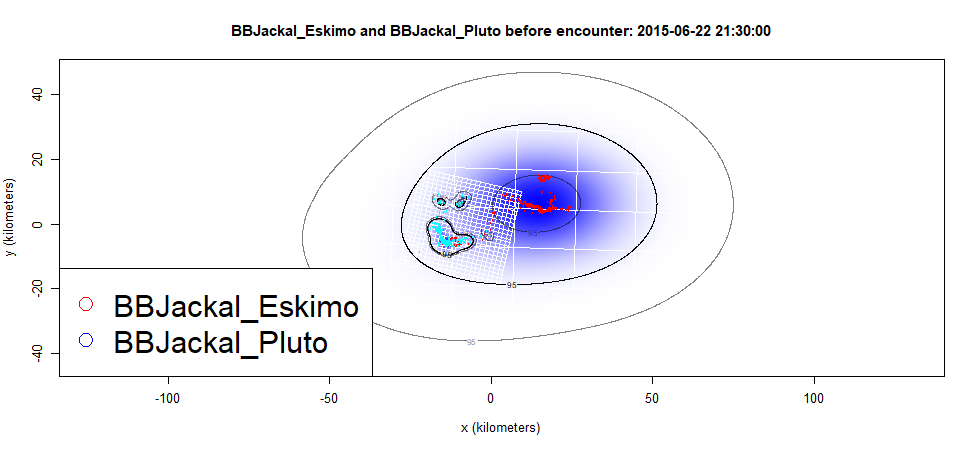 BBJackal_Eskimo and BBJackal_Pluto before encounter: 2015-06-22 21:30:00
40
20
0
-20
-40
y (kilometers)
95
95
95
95
BBJackal_Eskimo
BBJackal_Pluto
-100
-50
0
50
100
x (kilometers)